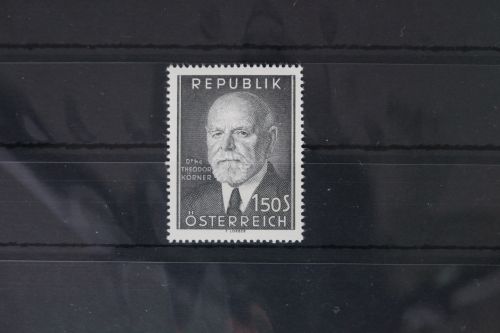 REPUBLIK
Dr.h.c.
THEODOR
KÖRNER
1.50 S
ÖSTERREICH